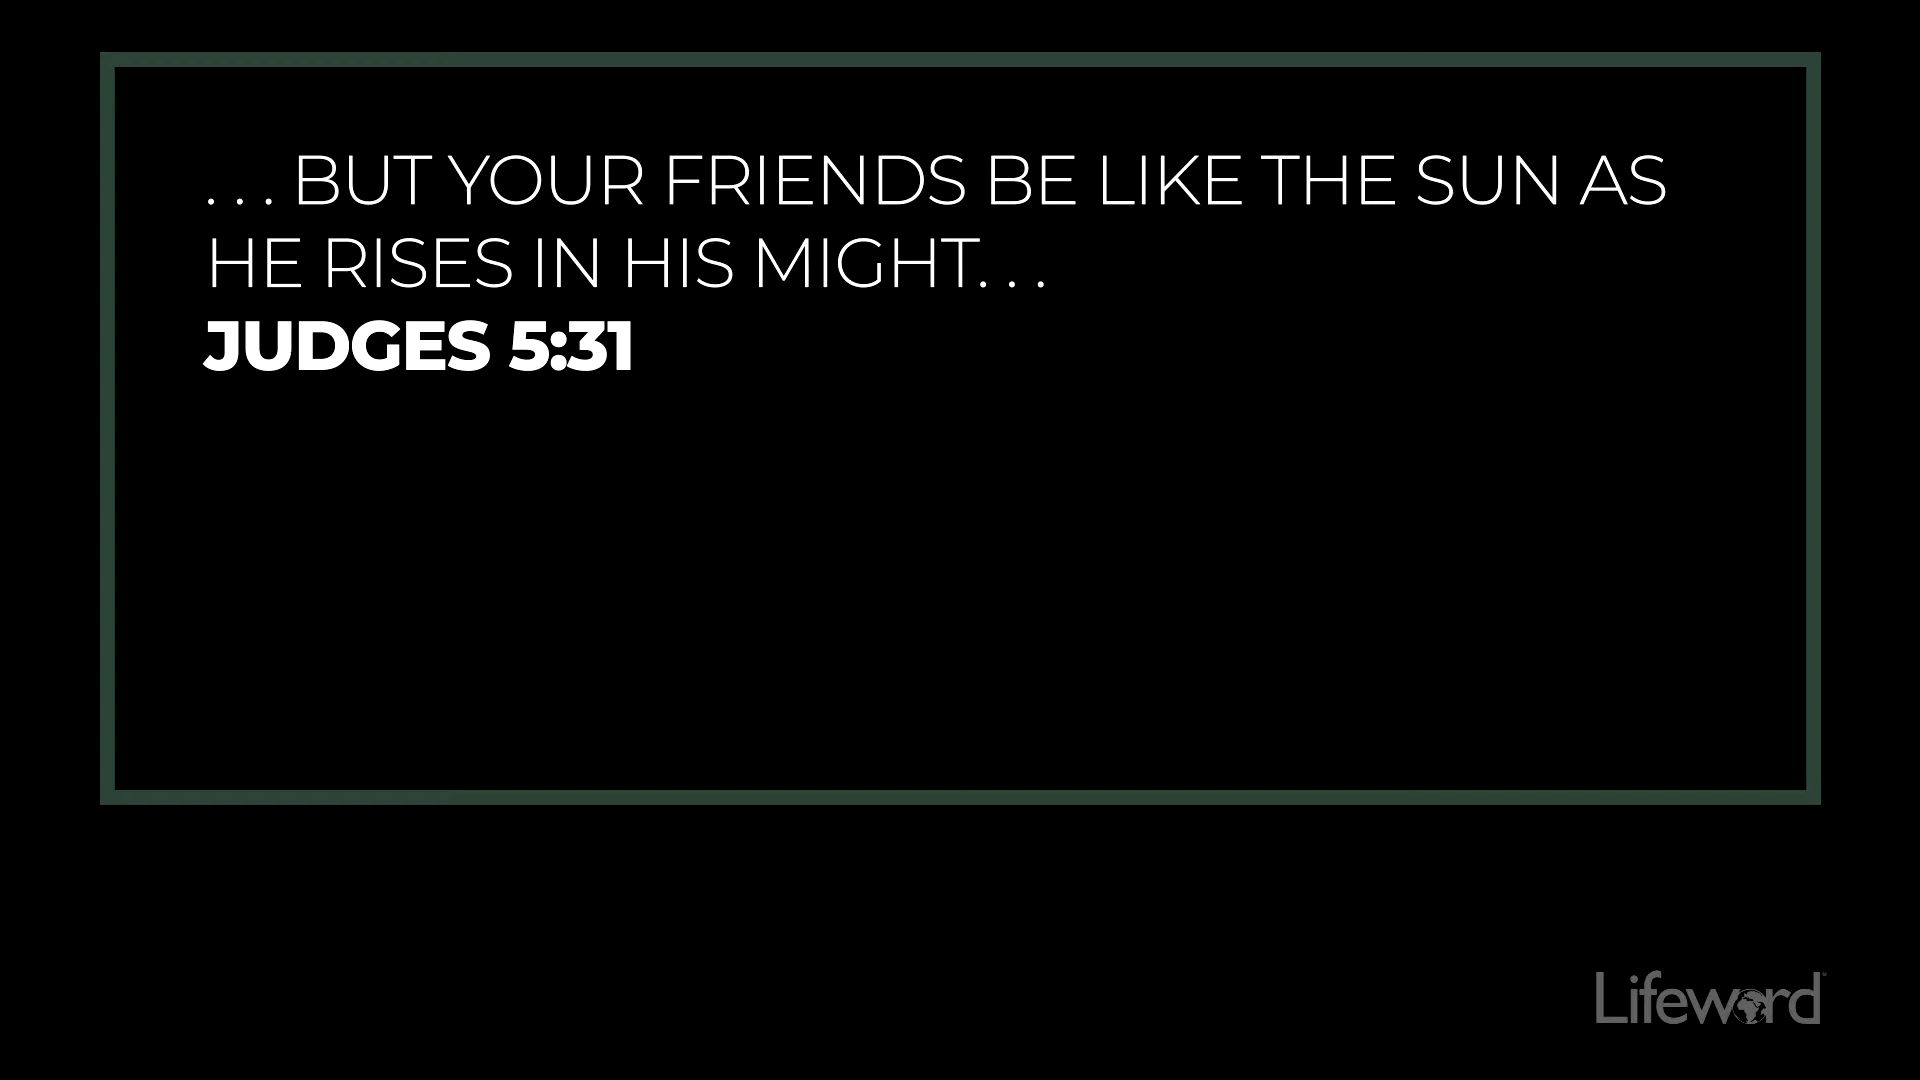 . . . BUT YOUR FRIENDS BE LIKE THE SUN AS
HE RISES IN HIS MIGHT. . .
JUDGES 5:31
Lifeword